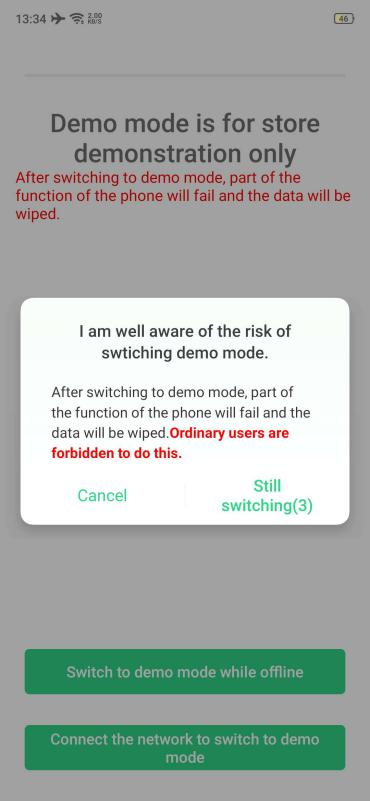 13:34 2.00 KB/S 46
Demo mode is for store
demonstration only
After switching to demo mode, part of the
function of the phone will fail and the data will be
wiped.
I am well aware of the risk of
swtiching demo mode.
After switching to demo mode, part of
the function of the phone will fail and the
data will be wiped.Ordinary users are
forbidden to do this.
Cancel
Still
switching(3)
Switch to demo mode while offline
Connect the network to switch to demo
mode